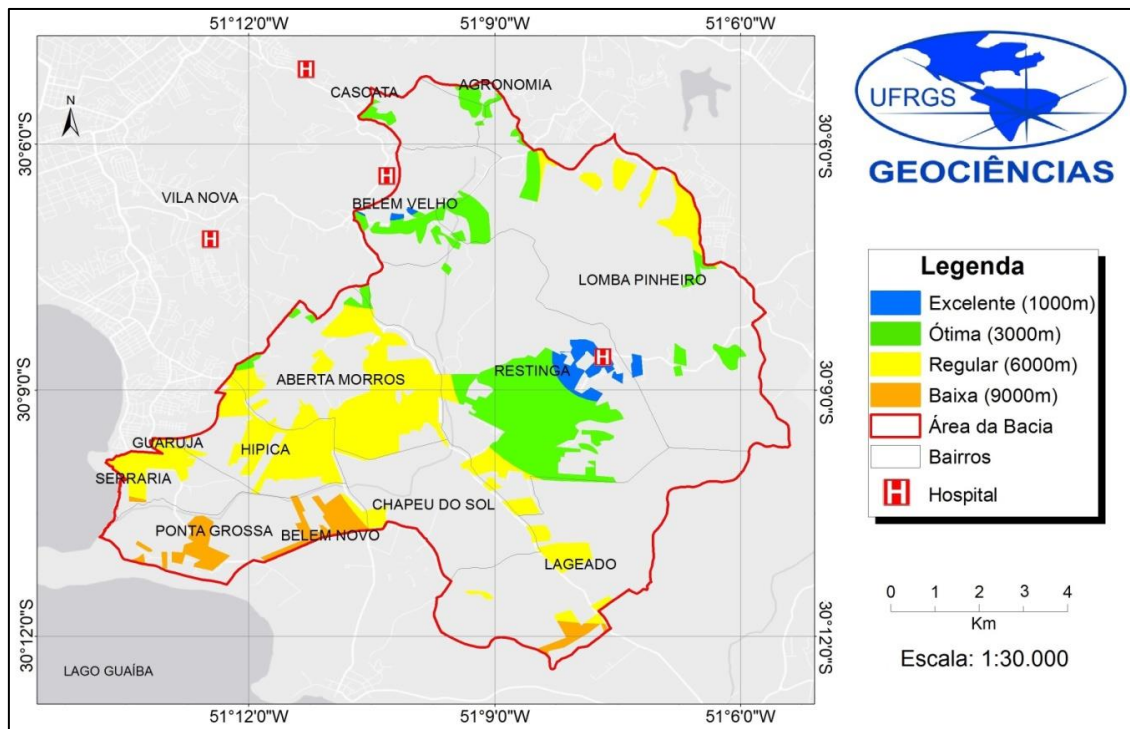 51°12'0"W 51°9'0"W 51°6'0"W
N
30°6'0"S
30°9'0"S
30°12'0"S
CASCATA
AGRONOMIA
H
H
VILA NOVA
BELEM VELHO
H
LOMBA PINHEIRO
H
RESTINGA
ABERTA MORROS
GUARUJA
HIPICA
SERRARIA
CHAPEU DO SOL
PONTA GROSSA
BELEM NOVO
LAGEADO
LAGO GUAÍBA
30°6'0"S
30°9'0"S
30°12'0"S
51°12'0"W 51°9'0"W 51°6'0"W
UFRGS
GEOCIÊNCIAS
Legenda
Excelente (1000m)
Ótima (3000m)
Regular (6000m)
Baixa (9000m)
Área da Bacia
Bairros
H Hospital
0 1 2 3 4
Km
Escala: 1:30.000